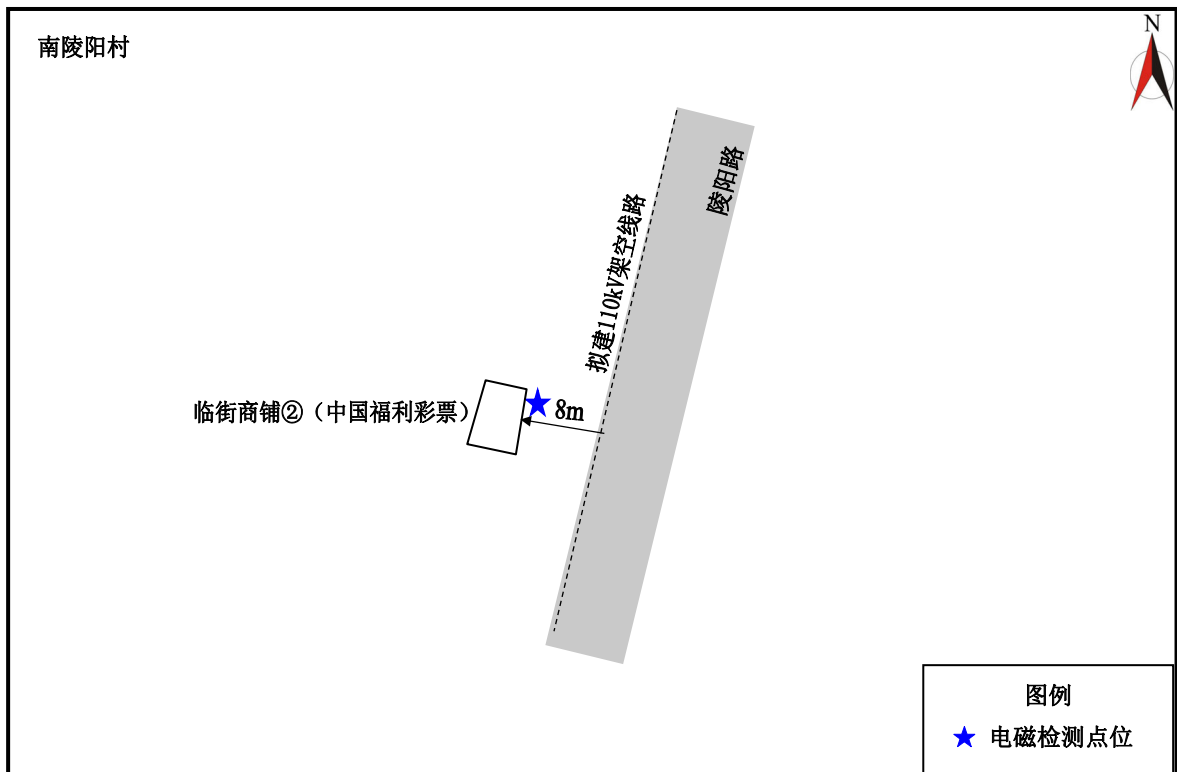 南陵阳村
N
陵阳路
拟建110kV架空线路
临街商铺②（中国福利彩票）
8m
图例
电磁检测点位